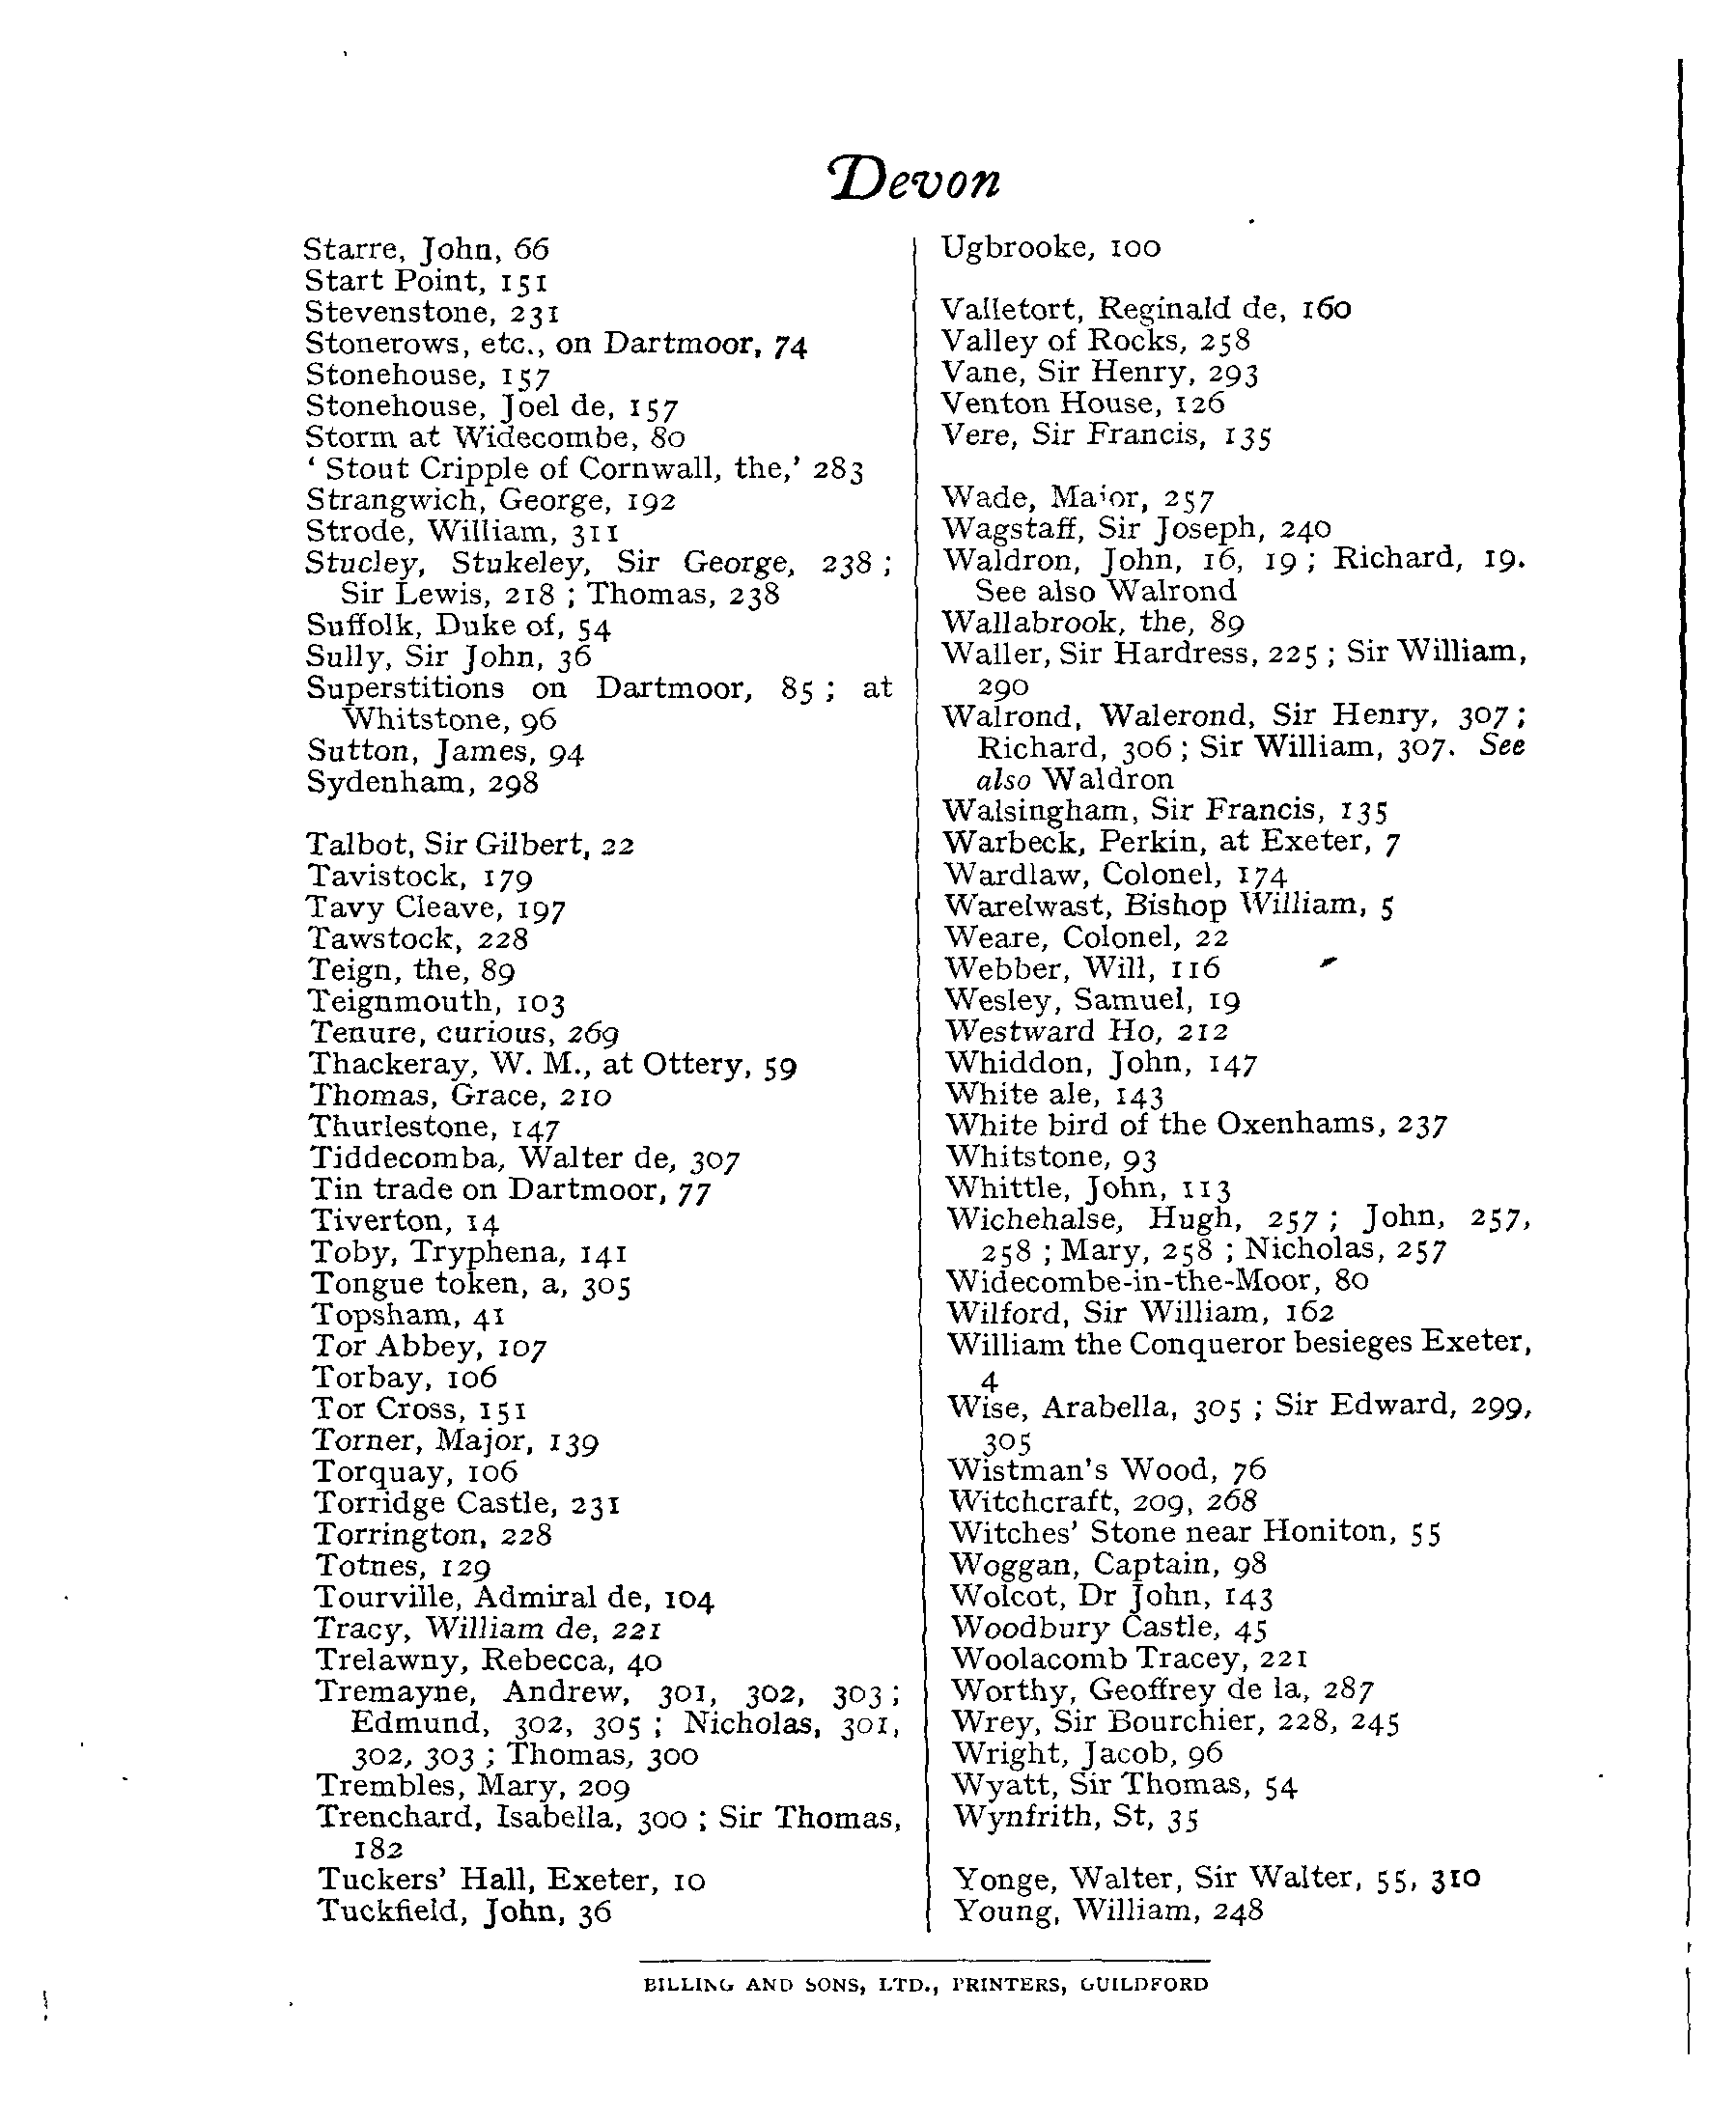 Devon
Starre, John, 66
Start Point, 151
Stevenstone, 231
Stonerows, etc., on Dartmoor, 74
Stonehouse, 157
Stonehouse, Joel de, 157
Storm at Widecombe, 80
‘ Stout Cripple of Cornwall, the,’ 283
Strangwich, George, 192
Strode, William, 311
Stucley, Stukeley, Sir George, 238 ;
Sir Lewis, 218 ; Thomas, 238
Suffolk, Duke of, 54
Sully, Sir John, 36
Superstitions on Dartmoor, 85 ; at
Whitstone, 96
Sutton, James, 94
Sydenham, 298
Talbot, Sir Gilbert, 22
Tavistock, 179
Tavy Cleave, 197
Tawstock, 228
Teign, the, 89
Teignmouth, 103
Tenure, curious, 269
Thackeray, W. M., at Ottery, 59
Thomas, Grace, 210
Thurlestone, 147
Tiddecomba, Walter de, 307
Tin trade on Dartmoor, 77
Tiverton, 14
Toby, Tryphena, 141
Tongue token, a, 305
Topsham, 41
Tor Abbey, 107
Torbay, 106
Tor Cross, 151
Torner, Major, 139
Torquay, 106
Torridge Castle, 231
Torrington, 228
Totnes, 129
Tourville, Admiral de, 104
Tracy, William de, 221
Trelawny, Rebecca, 40
Tremayne, Andrew, 301, 302, 303 ;
Edmund, 302, 305 ; Nicholas, 301,
302, 303 ; Thomas, 300
Trembles, Mary, 209
Trenchard, Isabella, 300 ; Sir Thomas,
182
Tuckers’ Hall, Exeter, 10
Tuckfield, John, 36
Ugbrooke, 100
Valletort, Reginald de, 160
Valley of Rocks, 258
Vane, Sir Henry, 293
Venton House, 126
Vere, Sir Francis, 135
Wade, Major, 257
Wagstaff, Sir Joseph, 240
Waldron, John, 16, 19 ; Richard, 19.
See also Walrond
Wallabrook, the, 89
Waller, Sir Hardress, 225 ; Sir William,
290
Walrond, Walerond, Sir Henry, 307 ;
Richard, 306 ; Sir William, 307. See
also Waldron
Walsingham, Sir Francis, 135
Warbeck, Perkin, at Exeter, 7
Wardlaw, Colonel, 174
Warelwast, Bishop William, 5
Weare, Colonel, 22
Webber, Will, 116
Wesley, Samuel, 19
Westward Ho, 212
Whiddon, John, 147
White ale, 143
White bird of the Oxenhams, 237
Whitstone, 93
Whittle, John, 113
Wichehalse, Hugh, 257 ; John, 257,
258 ; Mary, 258 ; Nicholas, 257
Widecombe-in-the-Moor, 80
Wilford, Sir William, 162
William the Conqueror besieges Exeter,
4
Wise, Arabella, 305 ; Sir Edward, 299,
305
Wistman’s Wood, 76
Witchcraft, 209, 268
Witches’ Stone near Honiton, 55
Woggan, Captain, 98
Wolcot, Dr John, 143
Woodbury Castle, 45
Woolacomb Tracey, 221
Worthy, Geoffrey de la, 287
Wrey, Sir Bourchier, 228, 245
Wright, Jacob, 96
Wyatt, Sir Thomas, 54
Wynfrith, St, 35
Yonge, Walter, Sir Walter, 55, 310
Young, William, 248
BILLING AND SONS, LTD., PRINTERS, GUILDFORD